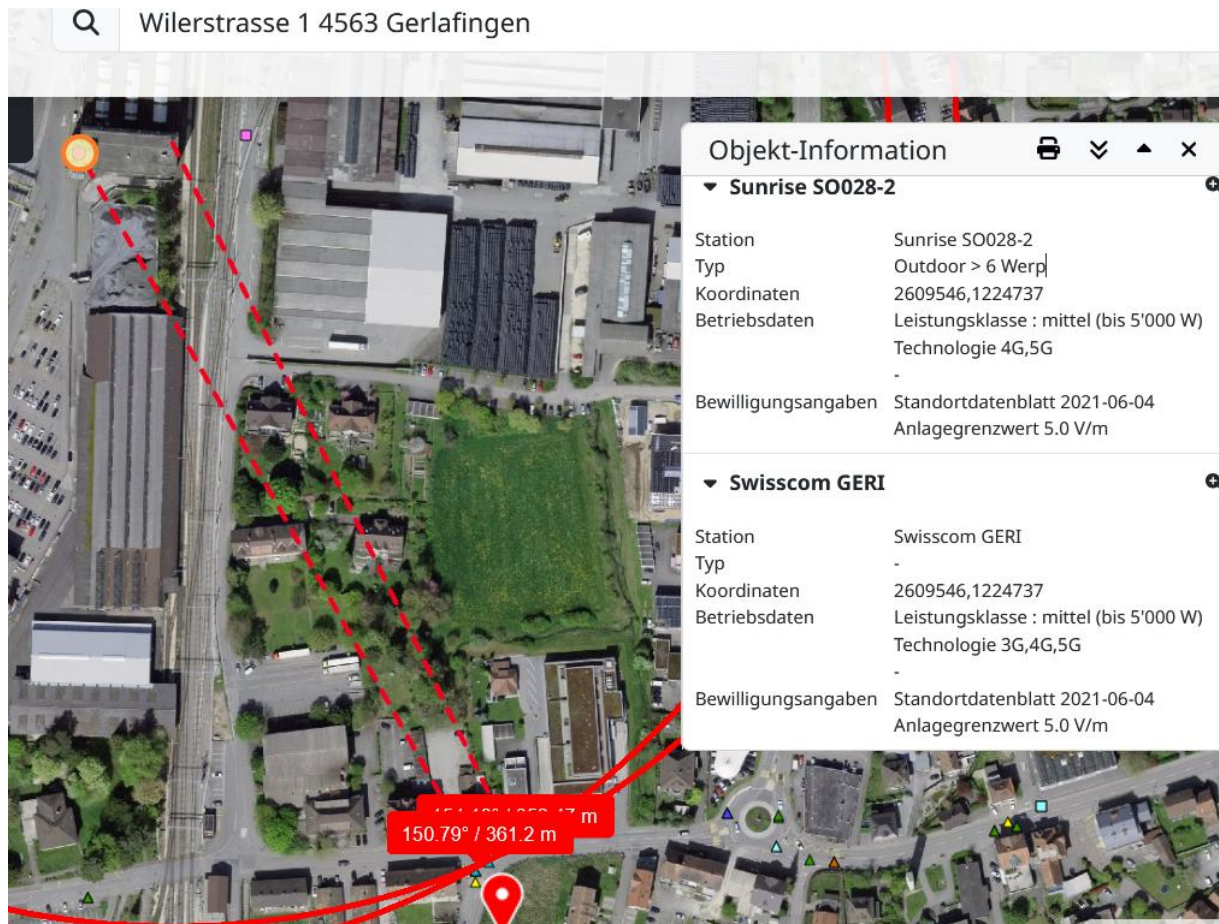 Wilerstrasse 1 4563 Gerlafingen
Objekt-Information
Sunrise SO028-2
Station Sunrise SO028-2
Typ Outdoor > 6 Werp
Koordinaten 2609546,1224737
Betriebsdaten Leistungsklasse : mittel (bis 5'000 W)
Technologie 4G,5G
-
Bewilligungsangaben Standortdatenblatt 2021-06-04
Anlagegrenzwert 5.0 V/m
Swisscom GERI
Station Swisscom GERI
Typ -
Koordinaten 2609546,1224737
Betriebsdaten Leistungsklasse : mittel (bis 5'000 W)
Technologie 3G,4G,5G
-
Bewilligungsangaben Standortdatenblatt 2021-06-04
Anlagegrenzwert 5.0 V/m
m
150.79° / 361.2 m